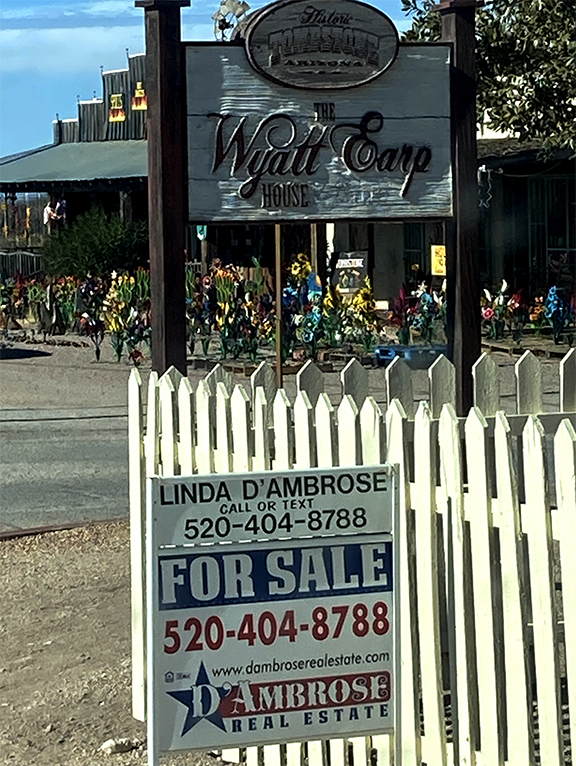 Historic
TOMBSTONE
ARIZONA
THE
Wyatt Earp
HOUSE
LINDA D'AMBROSE
CALL OR TEXT
520-404-8788
FOR SALE
520-404-8788
www.dambroserealestate.com
D'AMBROSE
REAL ESTATE